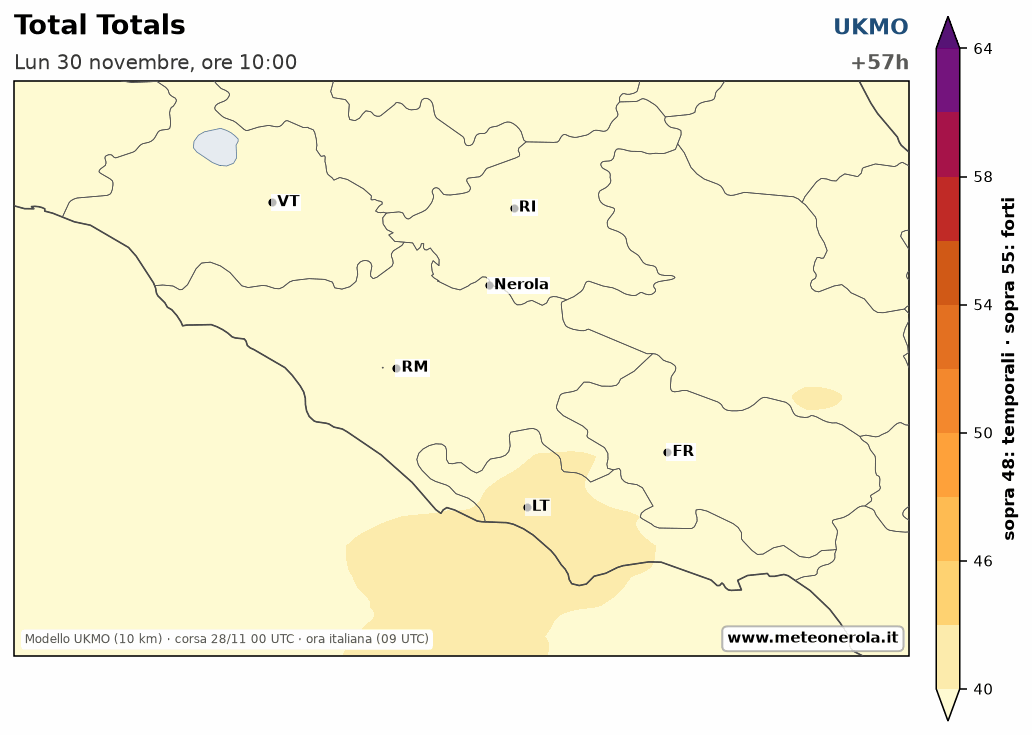 Total Totals
UKMO
Lun 30 novembre, ore 10:00
+57h
VT
RI
Nerola
RM
FR
LT
Modello UKMO (10 km) · corsa 28/11 00 UTC · ora italiana (09 UTC)
www.meteonerola.it
64
58
54
50
46
40
sopra 48: temporali · sopra 55: forti